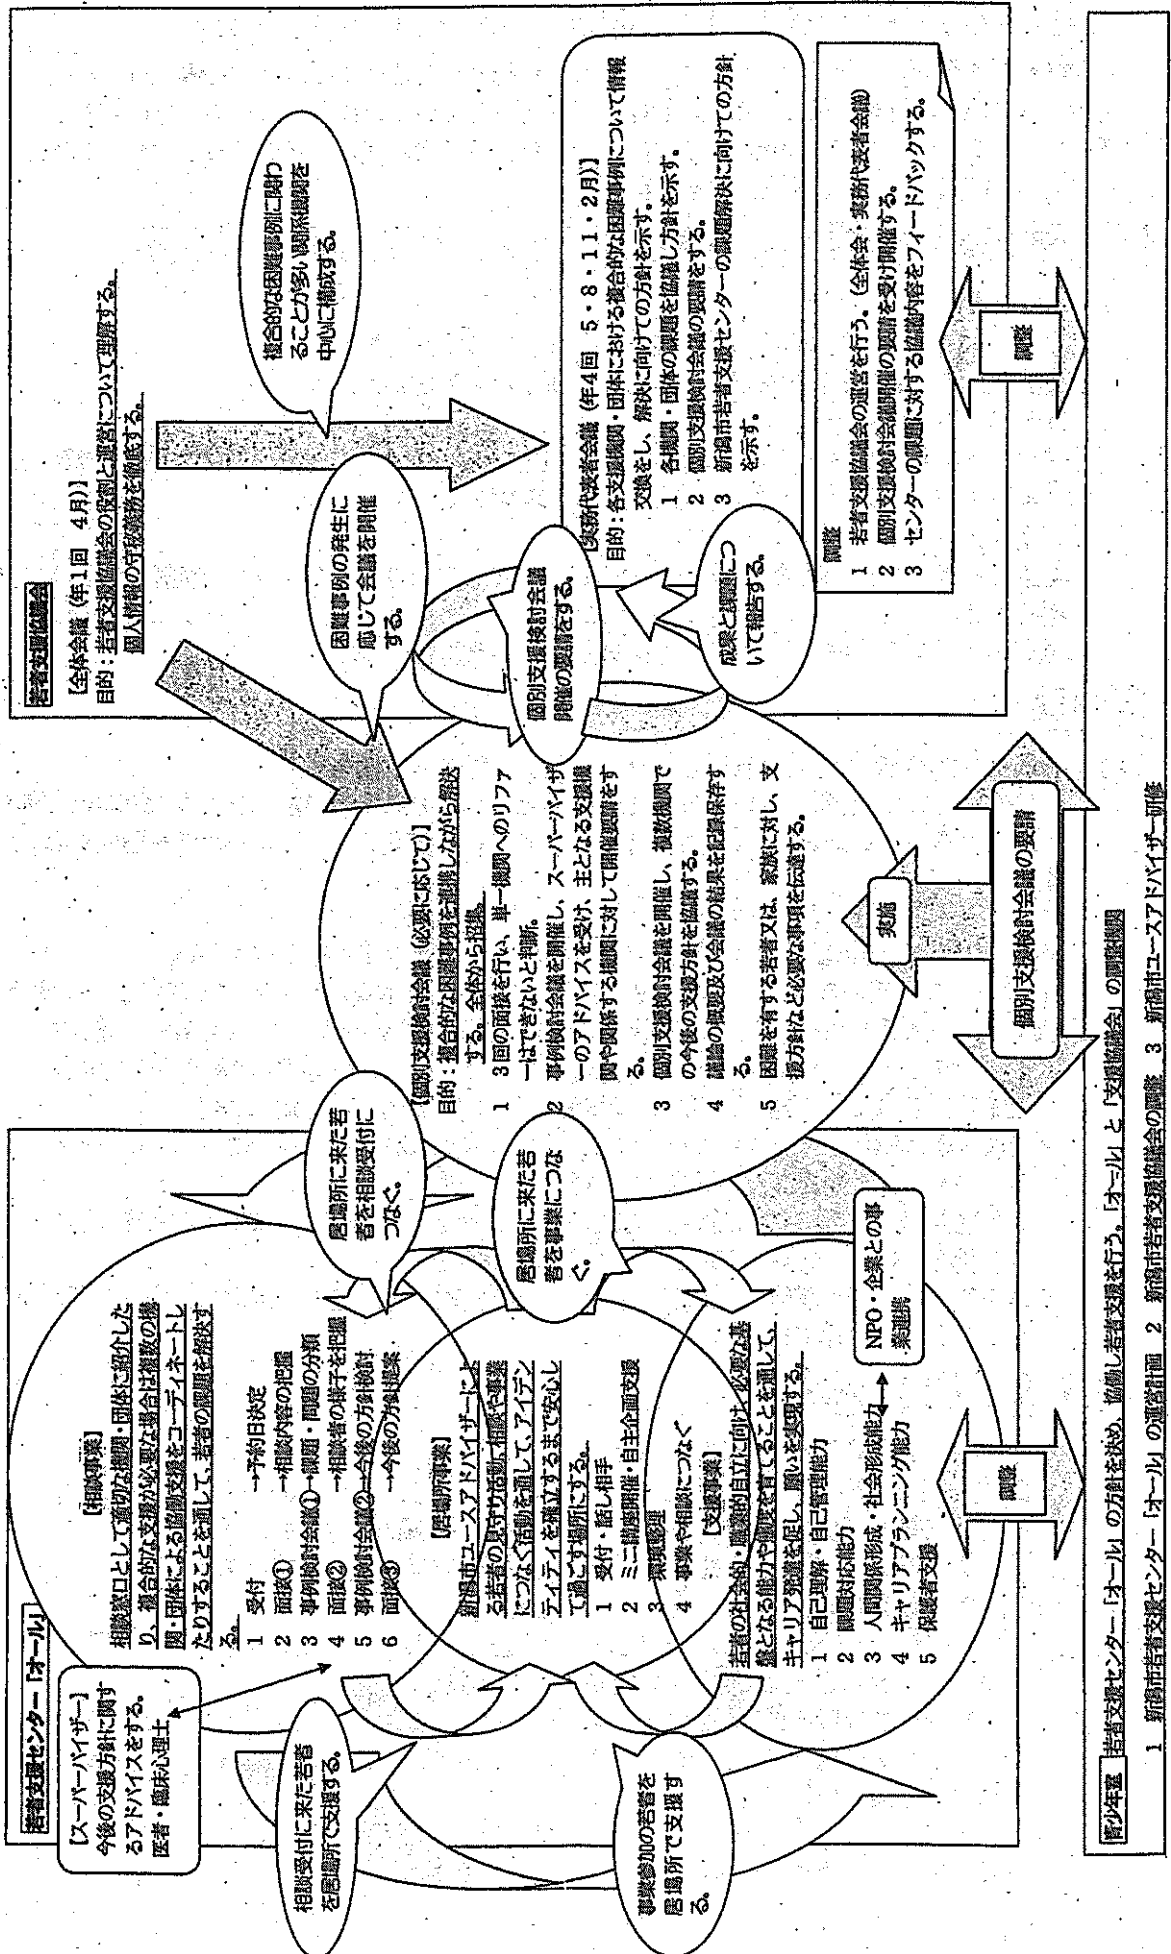 若者支援センター「オール」
【スーパーバイザー】
今後の支援方針に関す
るアドバイスをする。
医者・臨床心理士
【相談事業】
相談窓口として適切な機関・団体に紹介した
り、複合的な支援が必要な場合は複数の機
関・団体による協働支援をコーディネートし
たりすることを通して、若者の課題を解決す
る。
1 受付 →予約日決定
2 面接① →相談内容の把握
3 事例検討会議①→課題・問題の分類
4 面接② →相談者の様子を把握
5 事例検討会議②→今後の方針検討
6 面接③ →今後の方針提案
相談受付に来た若者
を居場所で支援する。
居場所に来た若
者を相談受付に
つなぐ。
【居場所事業】
新潟市ユースアドバイザーによ
る若者の見守り活動に相談や事業
につなぐ活動を通して、アイデン
ティティを確立するまで安心し
て過ごす場所にする。
1 受付・話し相手
2 ミニ講座開催・自主企画支援
3 環境整理
4 事業や相談につなぐ
居場所に来た若
者を事業につな
ぐ。
事業参加の若者を
居場所で支援す
る。
【支援事業】
若者の社会的・職業的自立に向け、必要な基
盤となる能力や態度を育てることを通して、
キャリア発達を促し、願いを実現する。
1 自己理解・自己管理能力
2 課題対応能力
3 人間関係形成・社会形成能力
4 キャリアプランニング能力
5 保護者支援
NPO・企業との事
業連携
調整
若者支援協議会
【全体会議(年1回 4月)】
目的:若者支援協議会の役割と運営について理解する。
個人情報の守秘義務を徹底する。
複合的な困難事例に関わ
ることが多い関係機関を
中心に構成する。
困難事例の発生に
応じて会議を開催
する。
【個別支援検討会議(必要に応じて)】
目的:複合的な困難事例を連携しながら解決
する。全体から招集。
1 3回の面接を行い、単一機関へのリファ
ーはできないと判断。
2 事例検討会議を開催し、スーパーバイザ
ーのアドバイスを受け、主となる支援機
関や関係する機関に対して開催要請をす
る。
3 個別支援検討会議を開催し、複数機関で
の今後の支援方針を協議する。
4 議論の概要及び会議の結果を記録保存す
る。
5 困難を有する若者又は、家族に対し、支
援方針など必要な事項を伝達する。
個別支援検討会議
開催の要請をする。
成果と課題につ
いて報告する。
【実務代表者会議(年4回 5・8・11・2月)】
目的:各支援機関・団体における複合的な困難事例について情報
交換をし、解決に向けての方針を示す。
1 各機関・団体の課題を協議し方針を示す。
2 個別支援検討会議の要請をする。
3 新潟市若者支援センターの課題解決に向けての方針
を示す。
調整
1 若者支援協議会の運営を行う。(全体会・実務代表者会議)
2 個別支援検討会議開催の要請を受け開催する。
3 センターの課題に対する協議内容をフィードバックする。
実施
個別支援検討会議の要請
調整
青少年室 若者支援センター「オール」の方針を決め、協働し若者支援を行う。「オール」と「支援協議会」の調整機関
1 新潟市若者支援センター「オール」の運営計画 2 新潟市若者支援協議会の調整 3 新潟市ユースアドバイザー研修